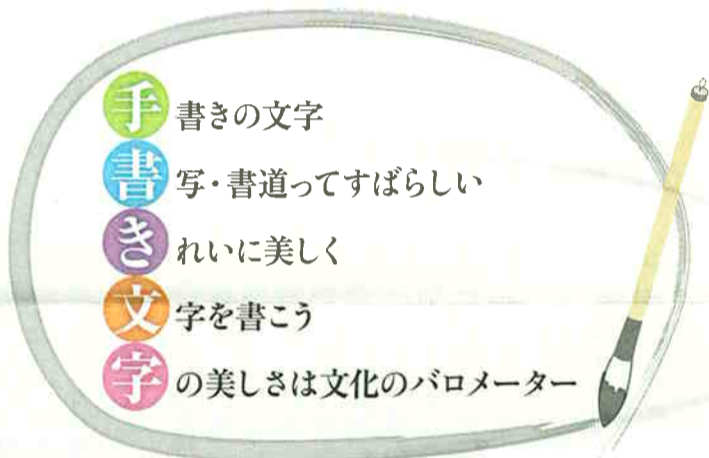 手書きの文字
書写・書道ってすばらしい
きれいに美しく
文字を書こう
字の美しさは文化のバロメーター